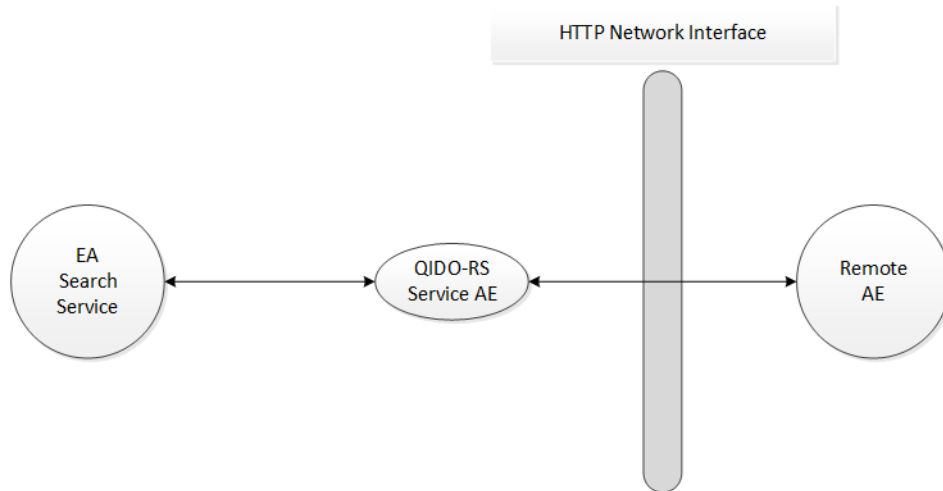 HTTP Network Interface
EA
Search
Service
QIDO-RS
Service AE
Remote
AE